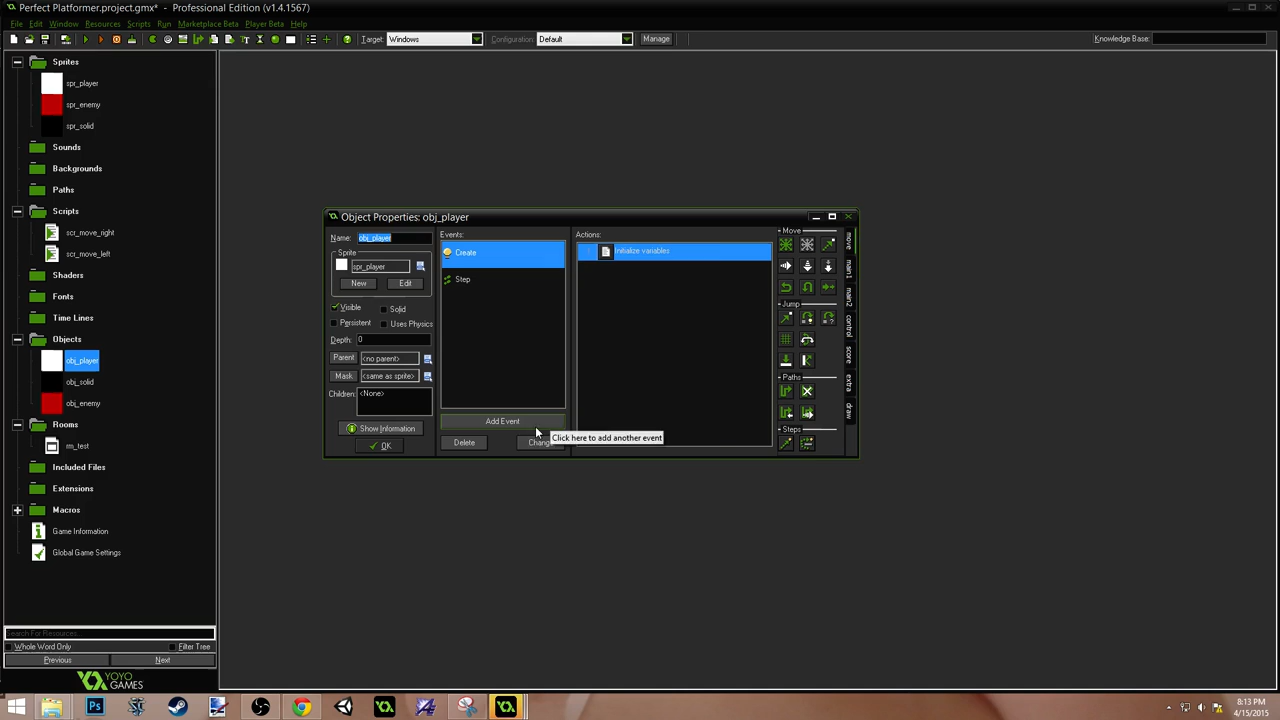 Perfect Platformer.project.gmx* - Professional Edition (v1.4.1567)
File Edit Window Resources Scripts Run Marketplace Beta Player Beta Help
Target: Windows Configuration: Default Manage Knowledge Base:
Sprites
spr_player
spr_enemy
spr_solid
Sounds
Backgrounds
Paths
Scripts
scr_move_right
scr_move_left
Shaders
Fonts
Time Lines
Objects
obj_player
obj_solid
obj_enemy
Rooms
rm_test
Included Files
Extensions
Macros
Game Information
Global Game Settings
Search For Resources...
Whole Word Only Filter Tree
Previous Next
YOYO
GAMES
Object Properties: obj_player
Name: obj_player
Sprite
spr_player
New Edit
Visible Solid
Persistent Uses Physics
Depth: 0
Parent <no parent>
Mask <same as sprite>
Children: <None>
Show Information
OK
Events:
Create
Step
Add Event
Delete Change
Click here to add another event
Actions:
Initialize variables
Move
Jump
Paths
Steps
move
main1
main2
control
score
extra
draw
8:13 PM
4/15/2015